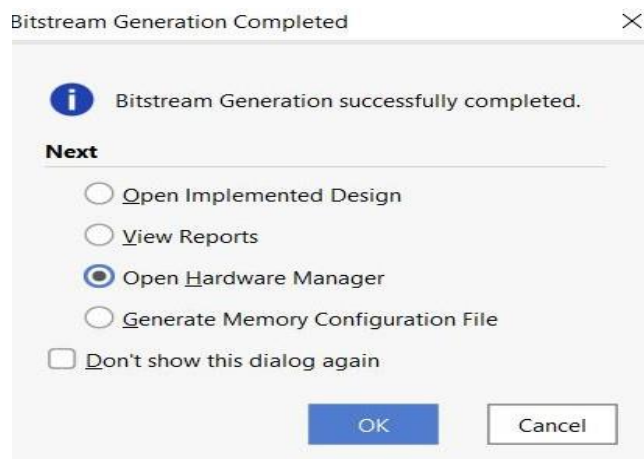 Bitstream Generation Completed
Bitstream Generation successfully completed.
Next
Open Implemented Design
View Reports
Open Hardware Manager
Generate Memory Configuration File
Don't show this dialog again
OK Cancel